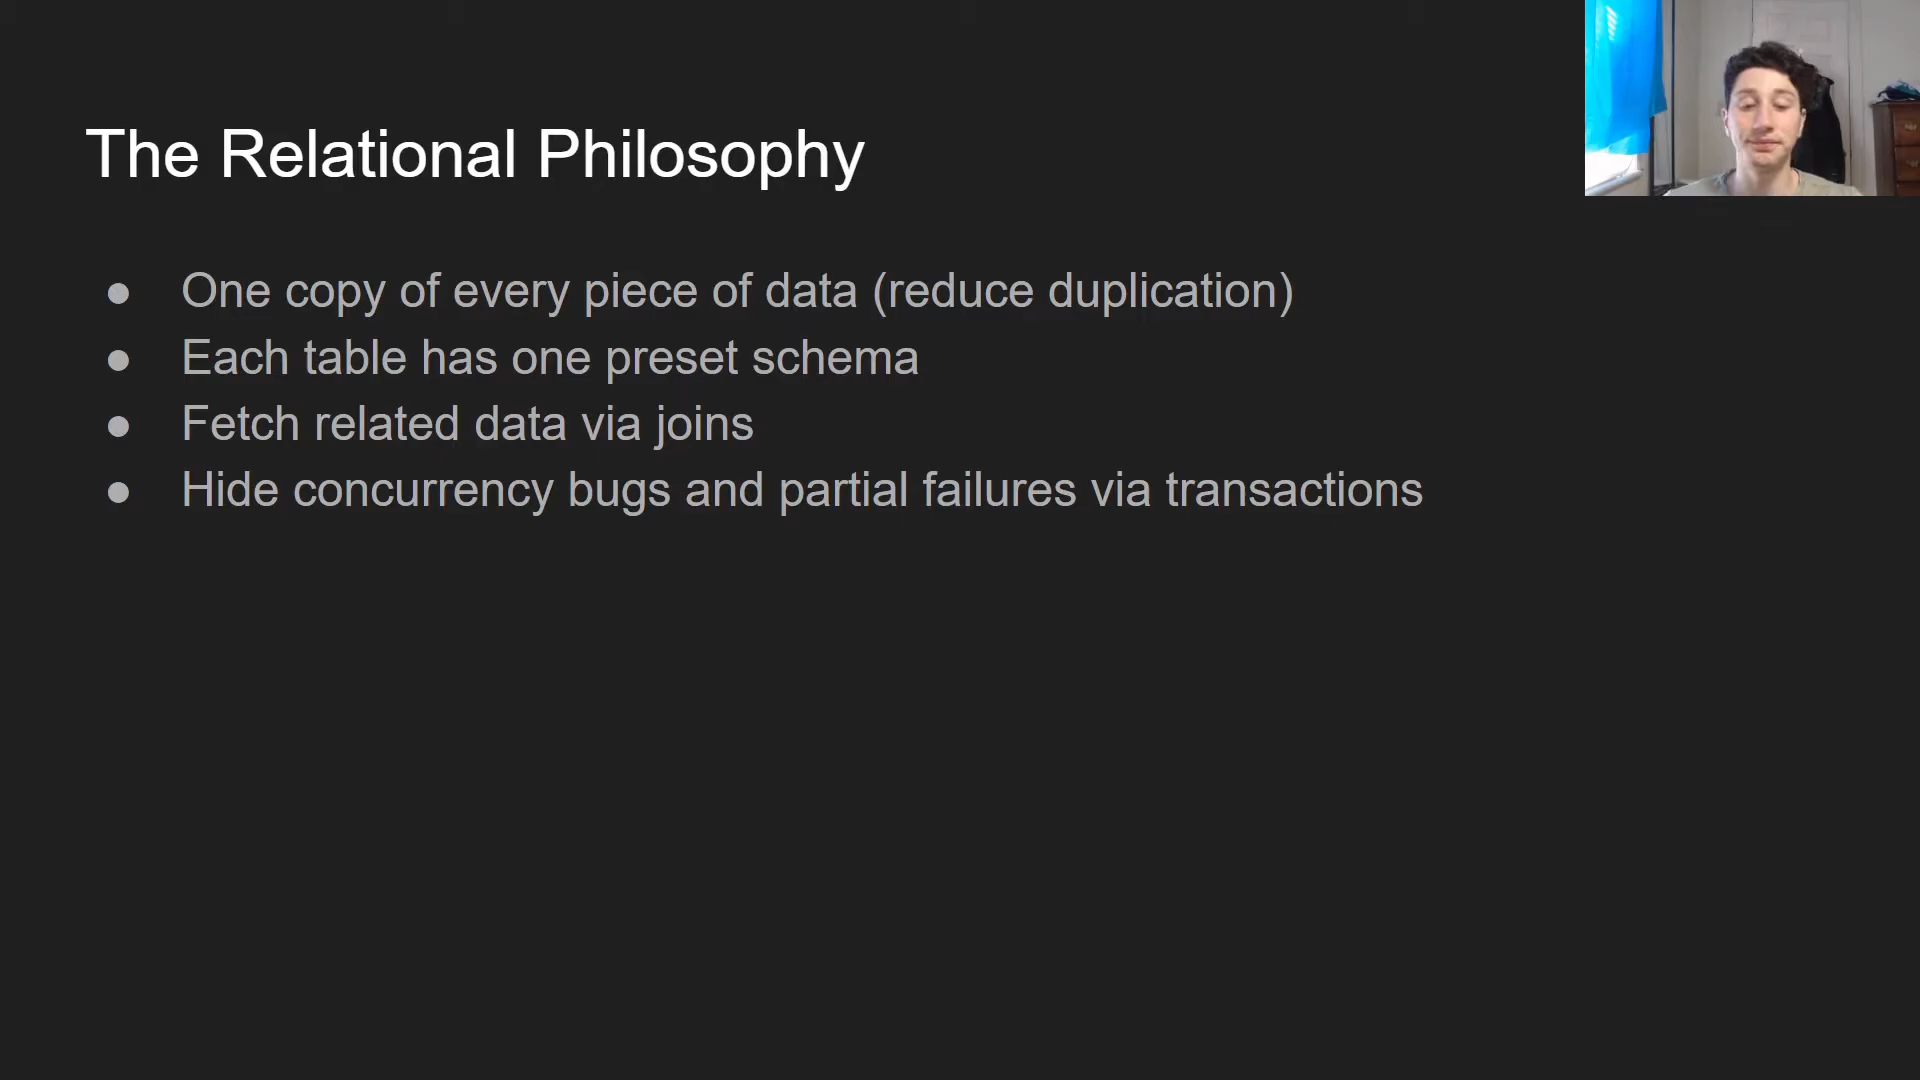 The Relational Philosophy
● One copy of every piece of data (reduce duplication)
● Each table has one preset schema
● Fetch related data via joins
● Hide concurrency bugs and partial failures via transactions